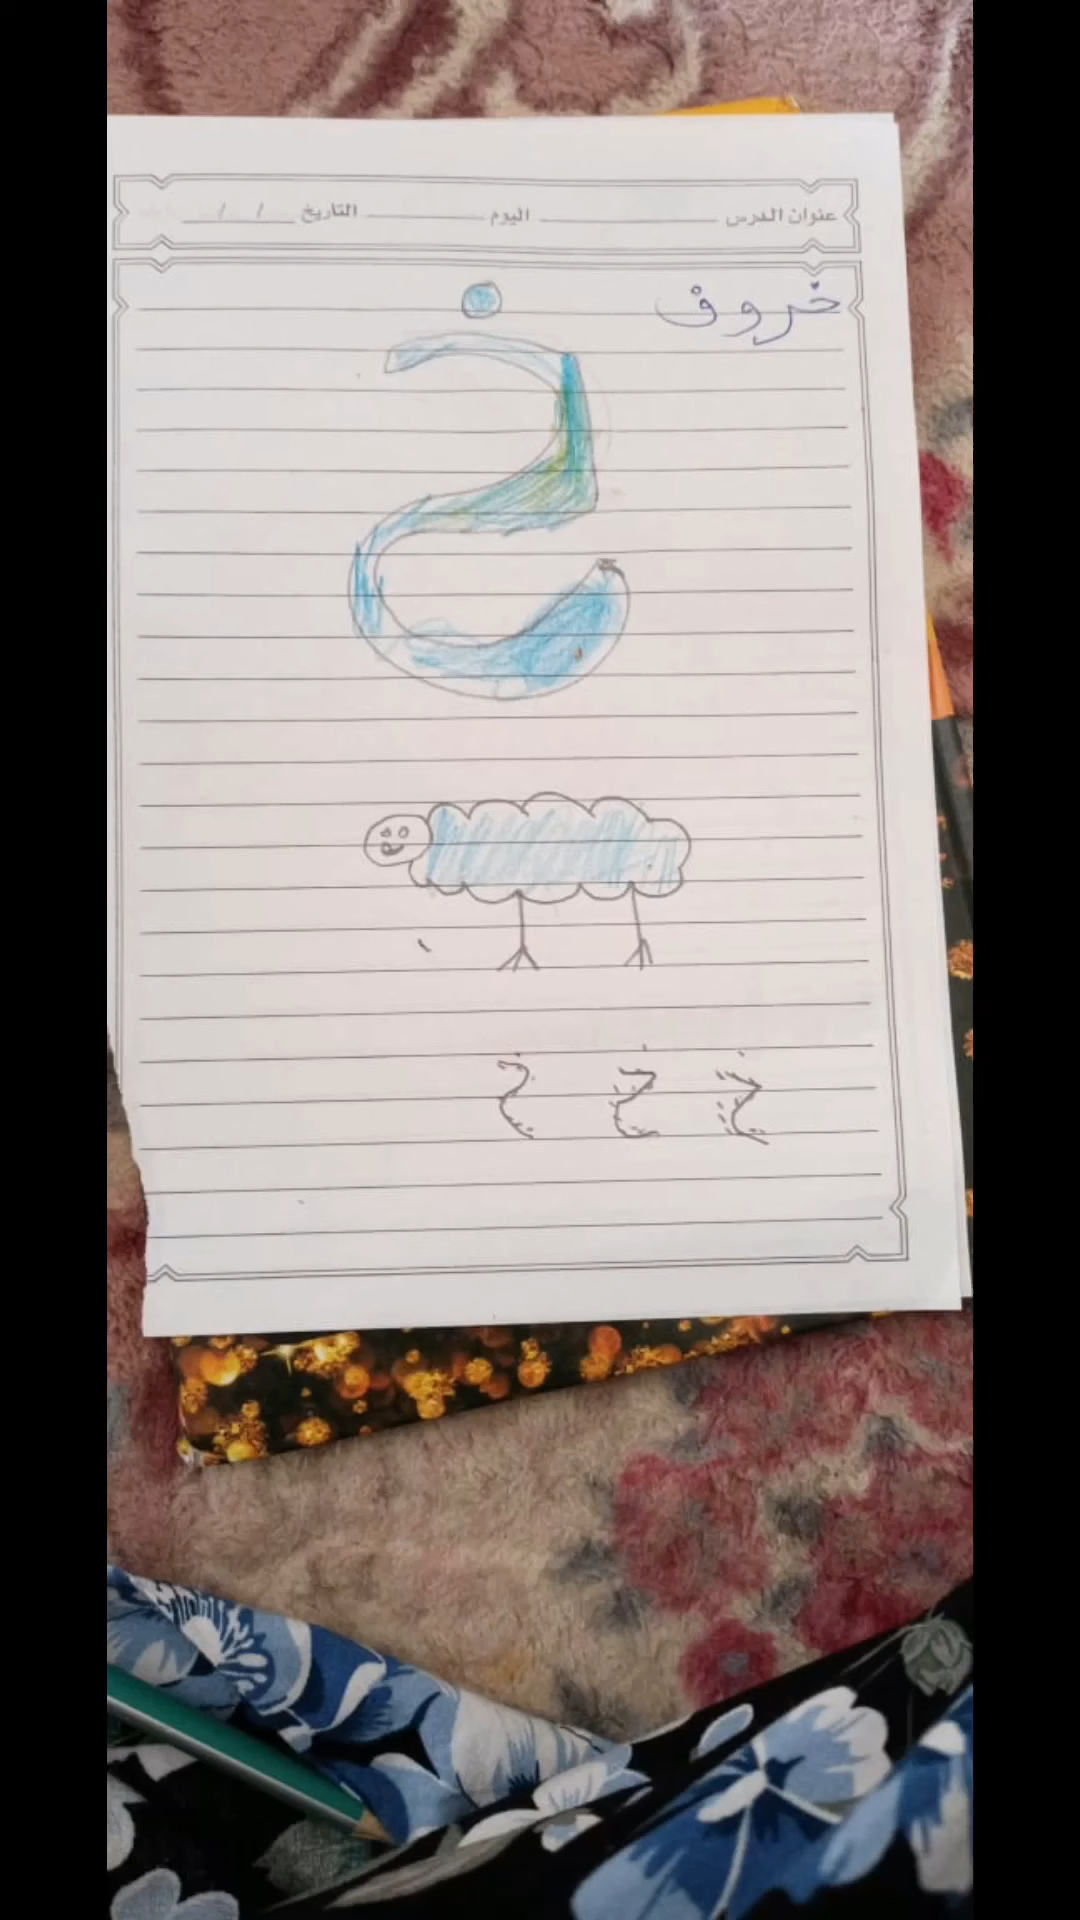 عنوان الدرس اليوم التاريخ / /
خروف
خ
خ خ خ